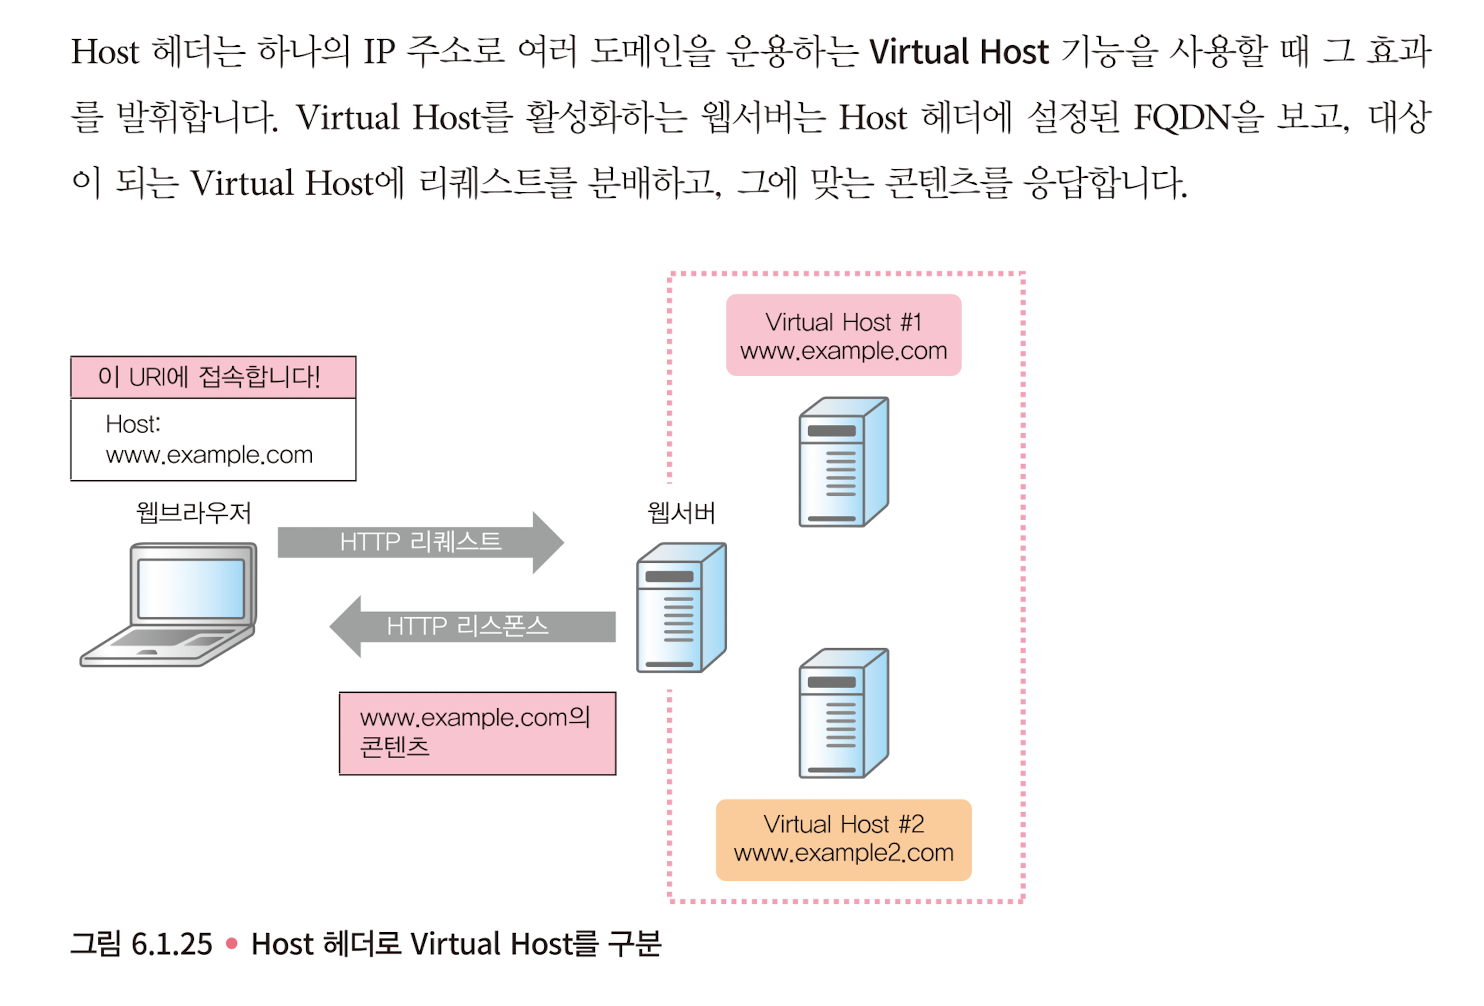 Host 헤더는 하나의 IP 주소로 여러 도메인을 운용하는 Virtual Host 기능을 사용할 때 그 효과
를 발휘합니다. Virtual Host를 활성화하는 웹서버는 Host 헤더에 설정된 FQDN을 보고, 대상
이 되는 Virtual Host에 리퀘스트를 분배하고, 그에 맞는 콘텐츠를 응답합니다.
Virtual Host #1
www.example.com
이 URI에 접속합니다!
Host:
www.example.com
웹브라우저
웹서버
HTTP 리퀘스트
HTTP 리스폰스
www.example.com의
콘텐츠
Virtual Host #2
www.example2.com
그림 6.1.25 • Host 헤더로 Virtual Host를 구분